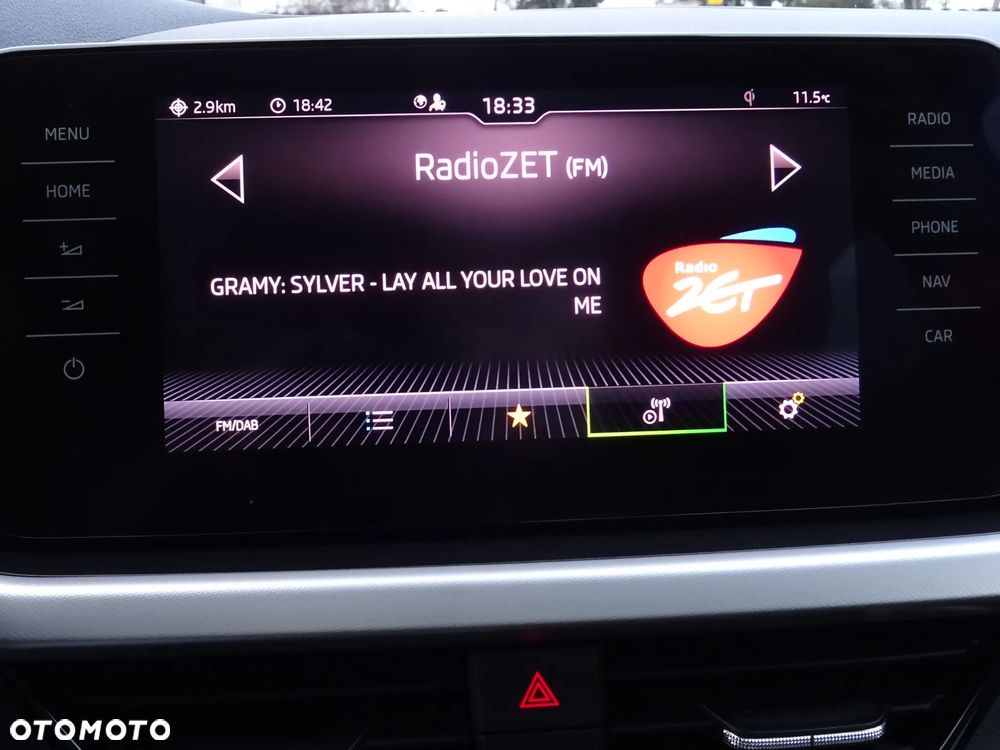 2.9km 18:42 18:33 11.5°C
MENU
HOME
RadioZET (FM)
GRAMY: SYLVER - LAY ALL YOUR LOVE ON
ME
Radio
ZET
FM/DAB
RADIO
MEDIA
PHONE
NAV
CAR
OTOMOTO